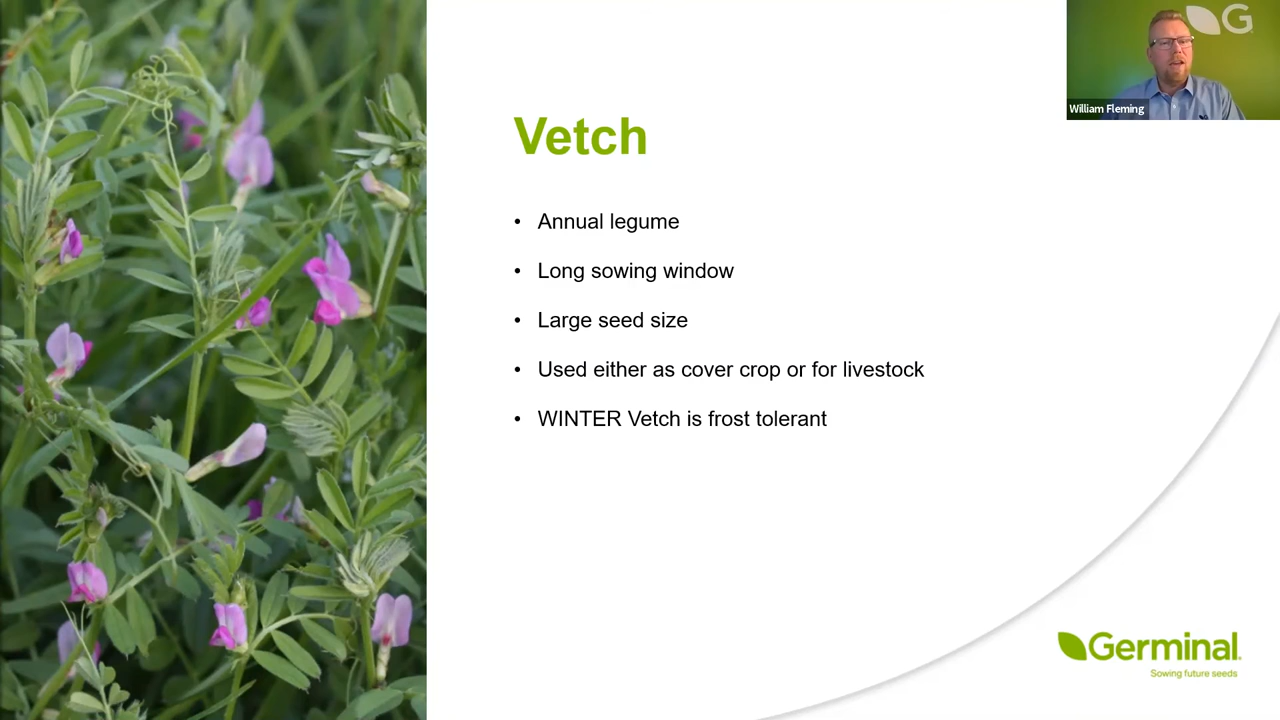 G
William Fleming
Vetch
• Annual legume
• Long sowing window
• Large seed size
• Used either as cover crop or for livestock
• WINTER Vetch is frost tolerant
Germinal®
Sowing future seeds